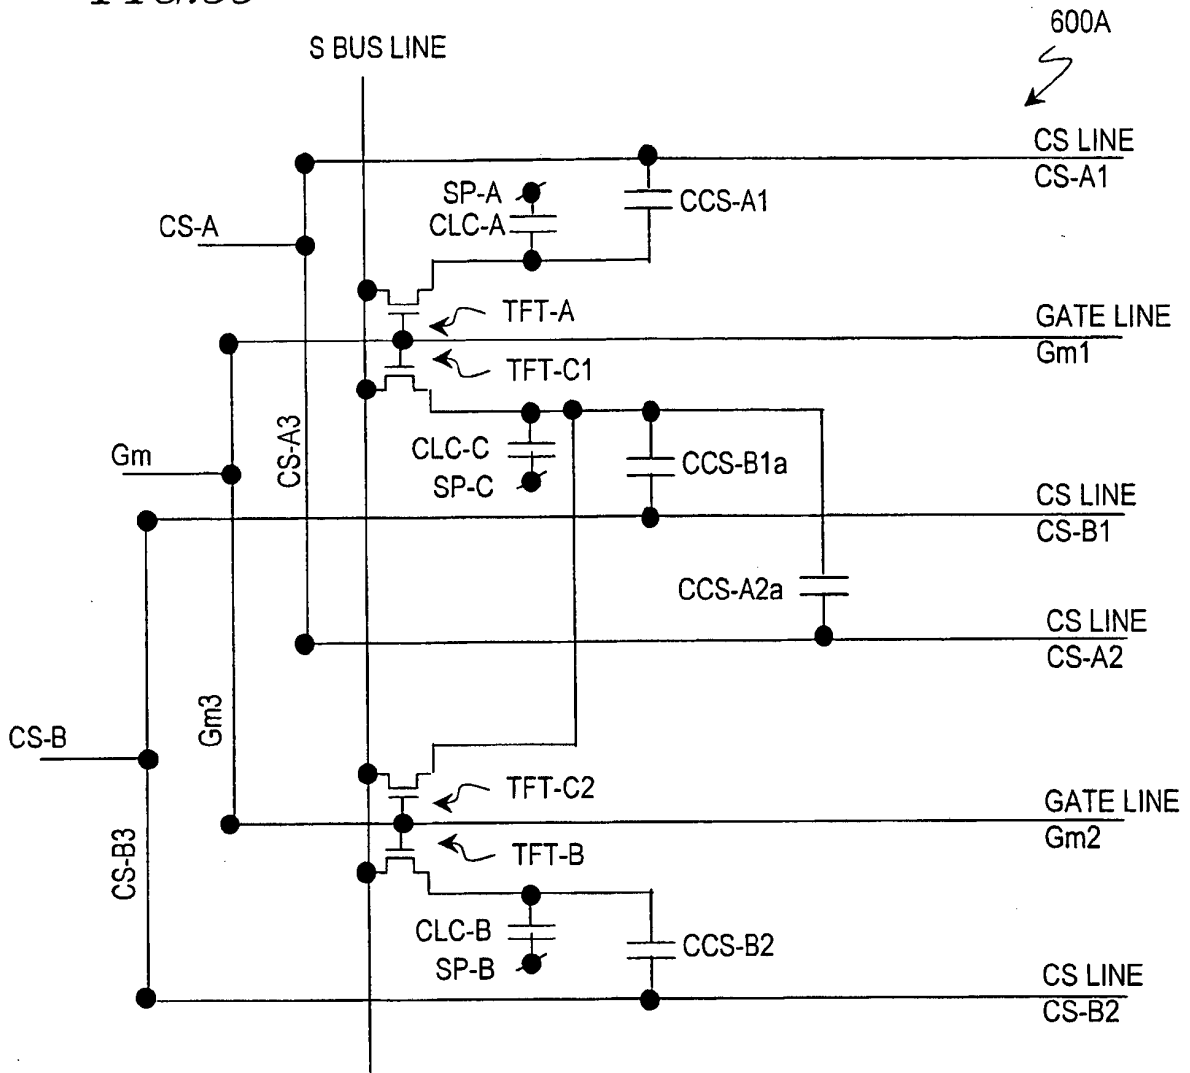 S BUS LINE
600A
CS LINE
CS-A1
SP-A
CLC-A
CCS-A1
CS-A
TFT-A
GATE LINE
Gm1
TFT-C1
CS-A3
CLC-C
SP-C
CCS-B1a
Gm
CS LINE
CS-B1
CCS-A2a
CS LINE
CS-A2
Gm3
CS-B
TFT-C2
GATE LINE
Gm2
CS-B3
TFT-B
CLC-B
SP-B
CCS-B2
CS LINE
CS-B2